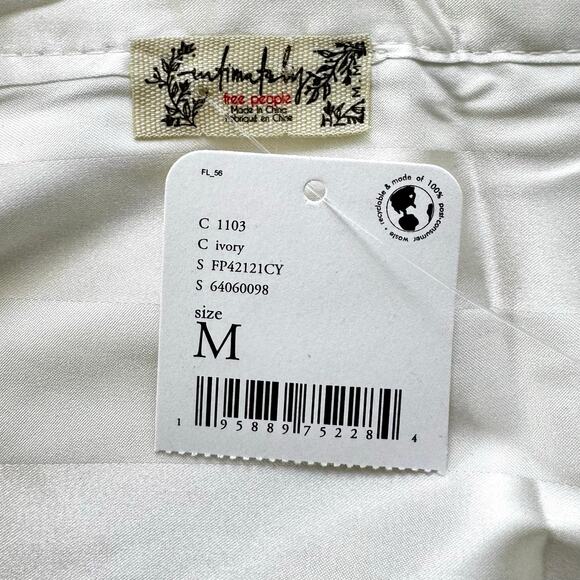 intimately
free people
Made in China
Fabriqué en Chine
M M M
FL_56
recyclable & made of 100% post-consumer waste •
C 1103
C ivory
S FP42121CY
S 64060098
size
M
1 95889 75228 4